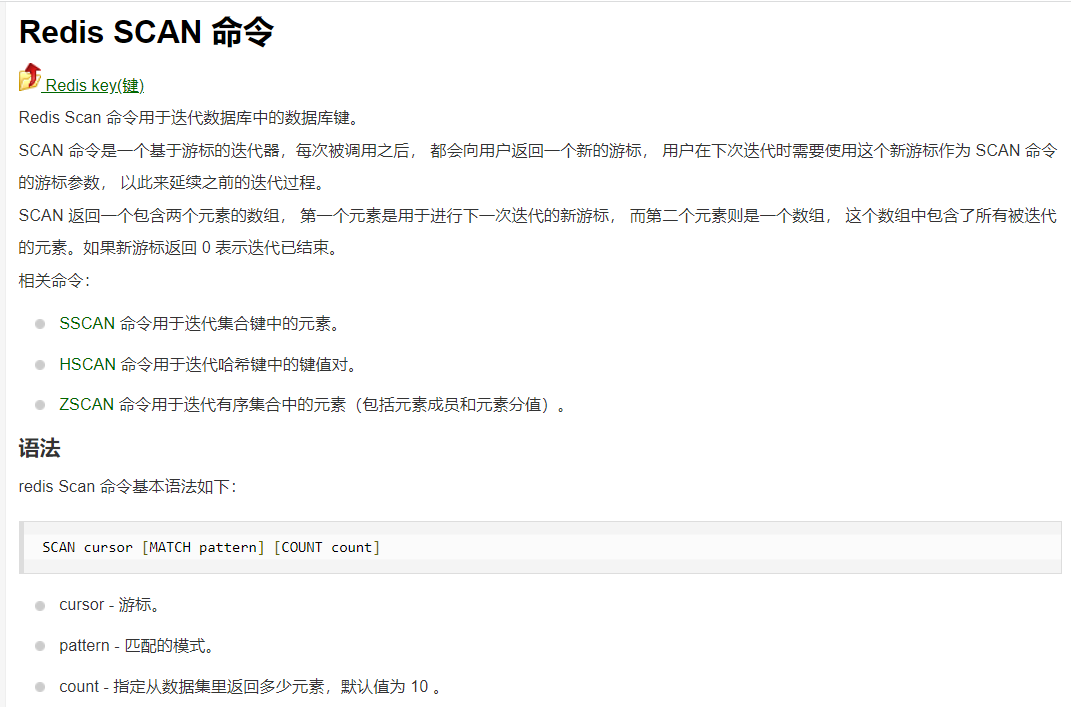 Redis SCAN 命令
Redis key(键)
Redis Scan 命令用于迭代数据库中的数据库键。
SCAN 命令是一个基于游标的迭代器，每次被调用之后， 都会向用户返回一个新的游标， 用户在下次迭代时需要使用这个新游标作为 SCAN 命令
的游标参数， 以此来延续之前的迭代过程。
SCAN 返回一个包含两个元素的数组， 第一个元素是用于进行下一次迭代的新游标， 而第二个元素则是一个数组， 这个数组中包含了所有被迭代
的元素。如果新游标返回 0 表示迭代已结束。
相关命令：
SSCAN 命令用于迭代集合键中的元素。
HSCAN 命令用于迭代哈希键中的键值对。
ZSCAN 命令用于迭代有序集合中的元素（包括元素成员和元素分值）。
语法
redis Scan 命令基本语法如下：
SCAN cursor [MATCH pattern] [COUNT count]
cursor - 游标。
pattern - 匹配的模式。
count - 指定从数据集里返回多少元素，默认值为 10 。